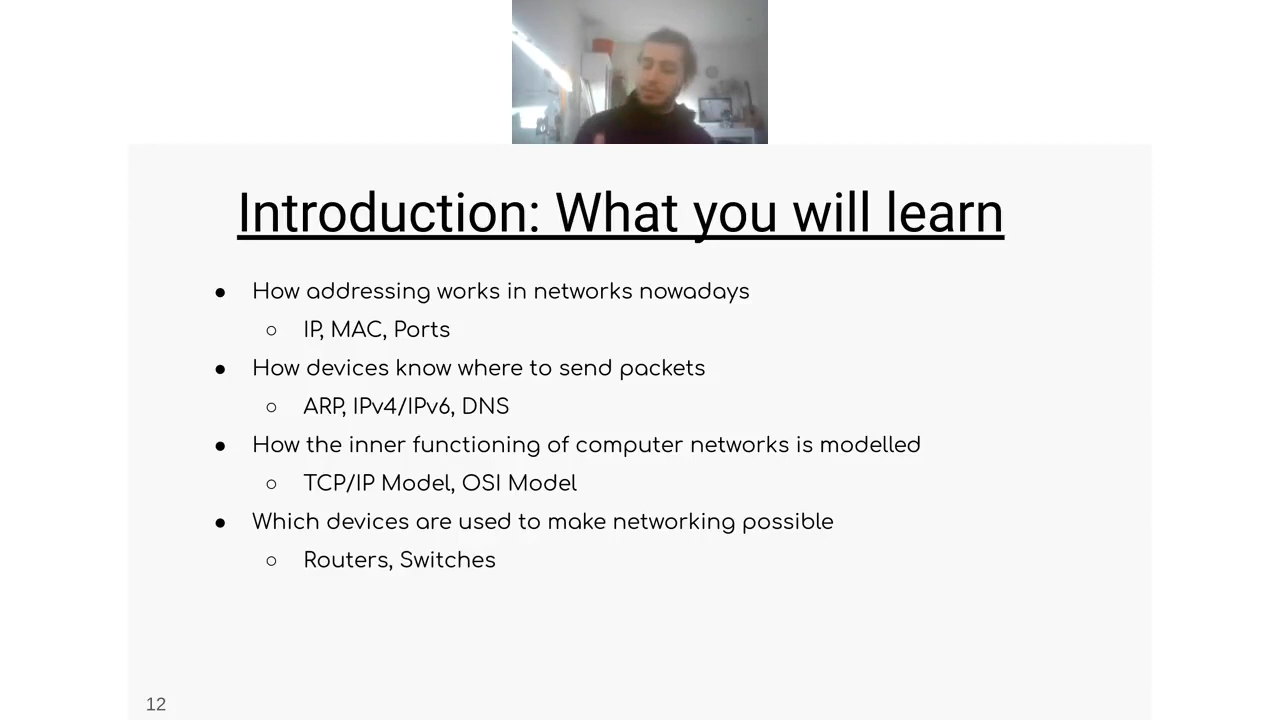 Introduction: What you will learn
● How addressing works in networks nowadays
○ IP, MAC, Ports
● How devices know where to send packets
○ ARP, IPv4/IPv6, DNS
● How the inner functioning of computer networks is modelled
○ TCP/IP Model, OSI Model
● Which devices are used to make networking possible
○ Routers, Switches
12